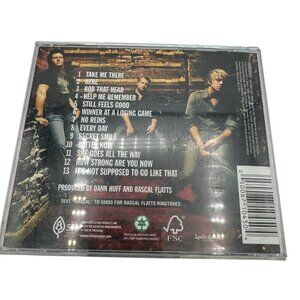 1 TAKE ME THERE
2 HERE
3 BOB THAT HEAD
4 HELP ME REMEMBER
5 STILL FEELS GOOD
6 WINNER AT A LOSING GAME
7 NO REINS
8 EVERY DAY
9 SECRET SMILE
10 BETTER NOW
11 SHE GOES ALL THE WAY
12 HOW STRONG ARE YOU NOW
13 IT'S NOT SUPPOSED TO GO LIKE THAT
PRODUCED BY DANN HUFF AND RASCAL FLATTS
TO 55655 FOR RASCAL FLATTS RINGTONES
FSC